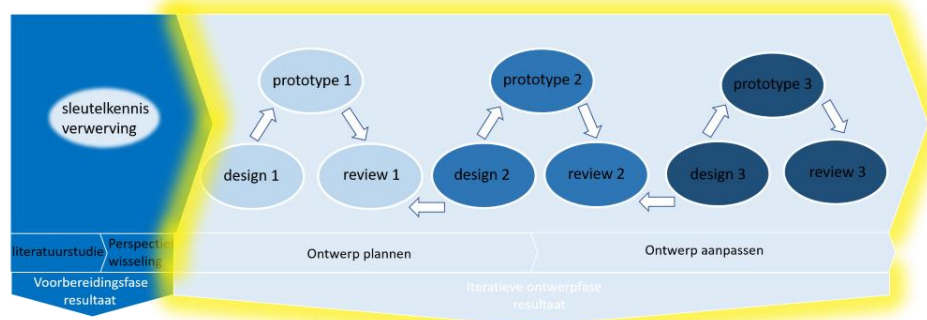 sleutelkennis
verwerving
prototype 1
design 1
review 1
prototype 2
design 2
review 2
prototype 3
design 3
review 3
literatuurstudie
Perspectief
wisseling
Ontwerp plannen
Ontwerp aanpassen
Voorbereidingsfase
resultaat
Iteratieve ontwerpfase
resultaat